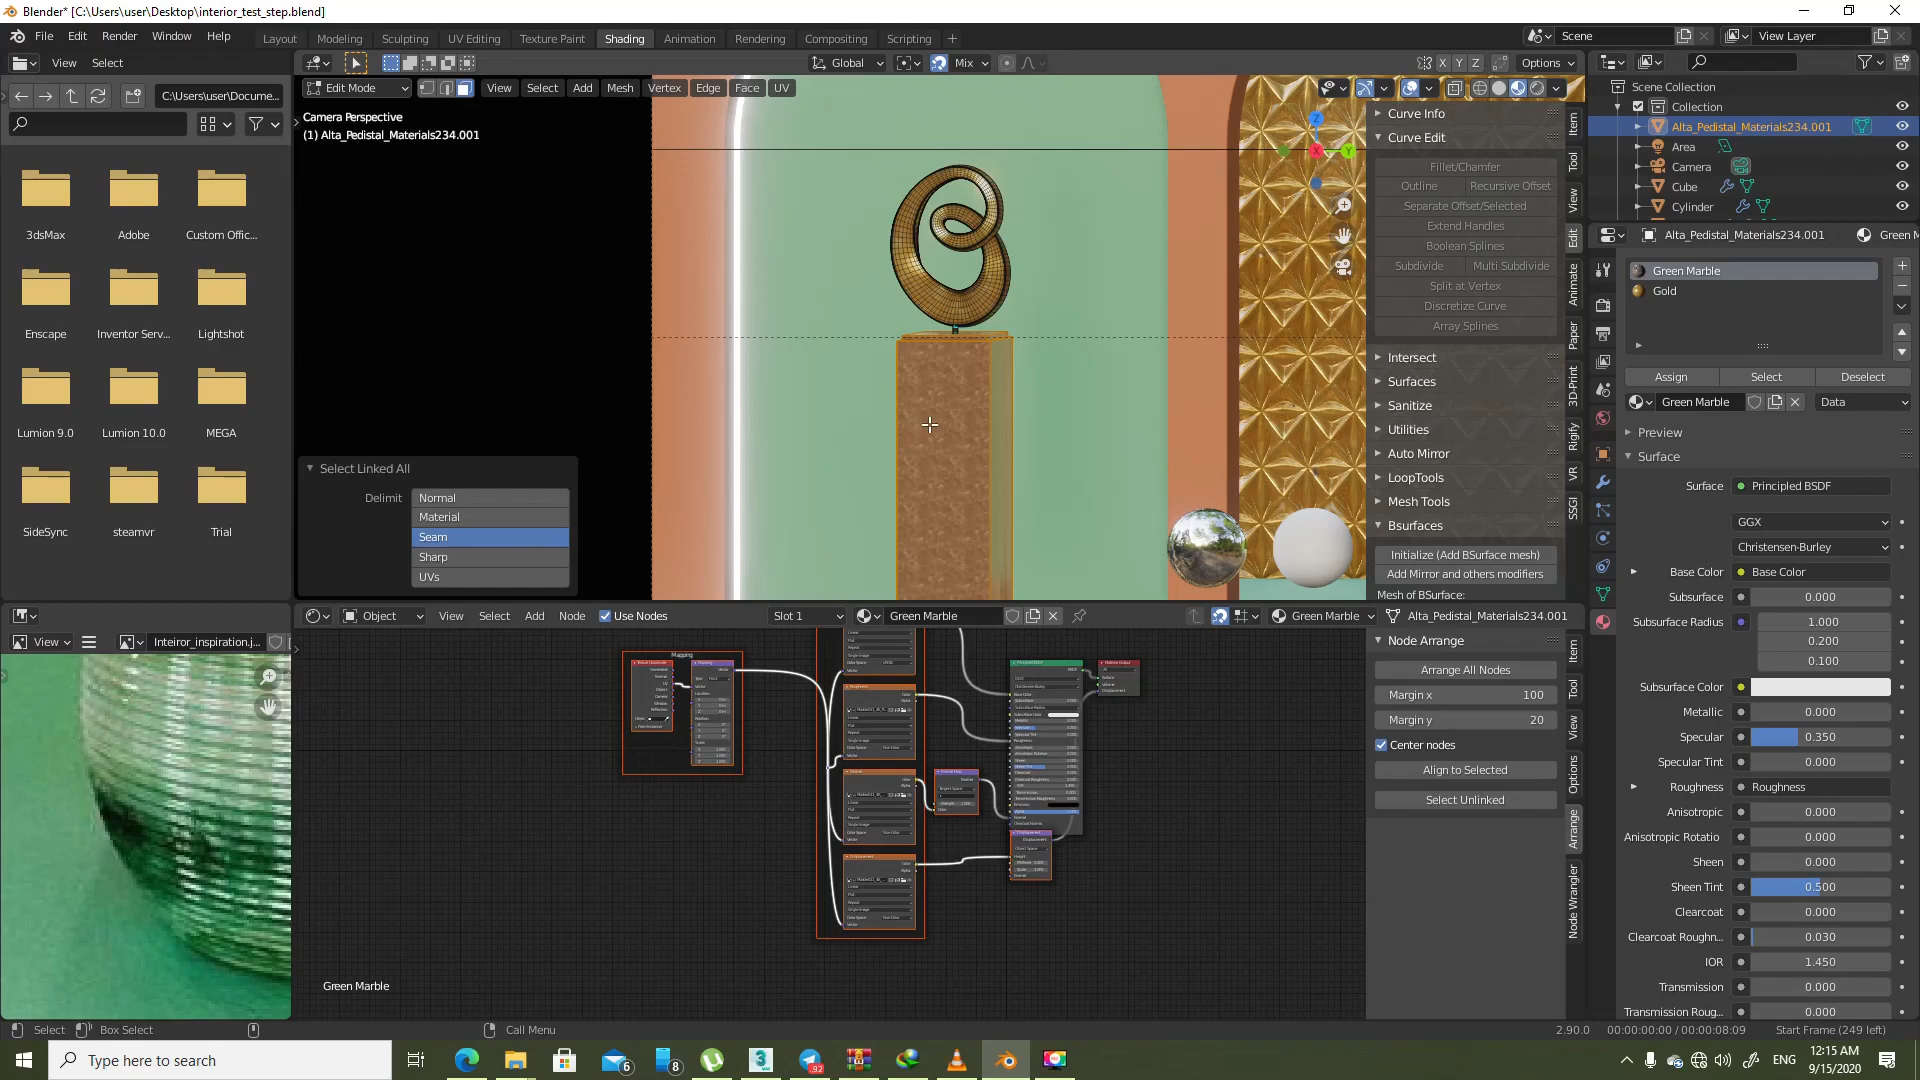 Blender* [C:\Users\user\Desktop\interior_test_step.blend]
File Edit Render Window Help
Layout Modeling Sculpting UV Editing Texture Paint Shading Animation Rendering Compositing Scripting
Scene
View Layer
View Select
C:\Users\user\Docume...
3dsMax Adobe Custom Offic...
Enscape Inventor Serv... Lightshot
Lumion 9.0 Lumion 10.0 MEGA
SideSync steamvr Trial
Global Mix X Y Z Options
Edit Mode View Select Add Mesh Vertex Edge Face UV
Camera Perspective
(1) Alta_Pedistal_Materials234.001
Select Linked All
Delimit Normal
Material
Seam
Sharp
UVs
Curve Info
Curve Edit
Fillet/Chamfer
Outline Recursive Offset
Separate Offset/Selected
Extend Handles
Boolean Splines
Subdivide Multi Subdivide
Split at Vertex
Discretize Curve
Array Splines
Intersect
Surfaces
Sanitize
Utilities
Auto Mirror
LoopTools
Mesh Tools
Bsurfaces
Initialize (Add BSurface mesh)
Add Mirror and others modifiers
Mesh of BSurface:
Item
Tool
View
Edit
Animate
Paper
3D-Print
Rigify
VR
SSGI
Scene Collection
Collection
Alta_Pedistal_Materials234.001
Area
Camera
Cube
Cylinder
Alta_Pedistal_Materials234.001 Green M
Green Marble
Gold
Assign Select Deselect
Green Marble Data
Preview
Surface
Surface Principled BSDF
GGX
Christensen-Burley
Base Color Base Color
Subsurface 0.000
Subsurface Radius 1.000
0.200
0.100
Subsurface Color
Metallic 0.000
Specular 0.350
Specular Tint 0.000
Roughness Roughness
Anisotropic 0.000
Anisotropic Rotatio 0.000
Sheen 0.000
Sheen Tint 0.500
Clearcoat 0.000
Clearcoat Roughn... 0.030
IOR 1.450
Transmission 0.000
Transmission Roug... 0.000
View Inteiror_inspiration.j...
Object View Select Add Node Use Nodes Slot 1 Green Marble Green Marble Alta_Pedistal_Materials234.001
Mapping
Green Marble
Node Arrange
Arrange All Nodes
Margin x 100
Margin y 20
Center nodes
Align to Selected
Select Unlinked
Item
Tool
View
Options
Arrange
Node Wrangler
Select Box Select Call Menu 2.90.0 00:00:00:00 / 00:00:08:09 Start Frame (249 left)
Type here to search
6
8
3
92
ENG
12:15 AM
9/15/2020